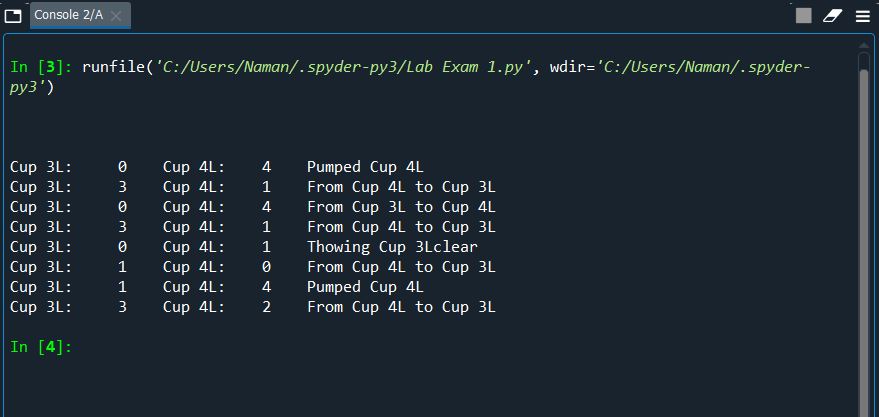 Console 2/A
In [3]: runfile('C:/Users/Naman/.spyder-py3/Lab Exam 1.py', wdir='C:/Users/Naman/.spyder-
py3')
Cup 3L: 0 Cup 4L: 4 Pumped Cup 4L
Cup 3L: 3 Cup 4L: 1 From Cup 4L to Cup 3L
Cup 3L: 0 Cup 4L: 4 From Cup 3L to Cup 4L
Cup 3L: 3 Cup 4L: 1 From Cup 4L to Cup 3L
Cup 3L: 0 Cup 4L: 1 Thowing Cup 3Lclear
Cup 3L: 1 Cup 4L: 0 From Cup 4L to Cup 3L
Cup 3L: 1 Cup 4L: 4 Pumped Cup 4L
Cup 3L: 3 Cup 4L: 2 From Cup 4L to Cup 3L
In [4]: